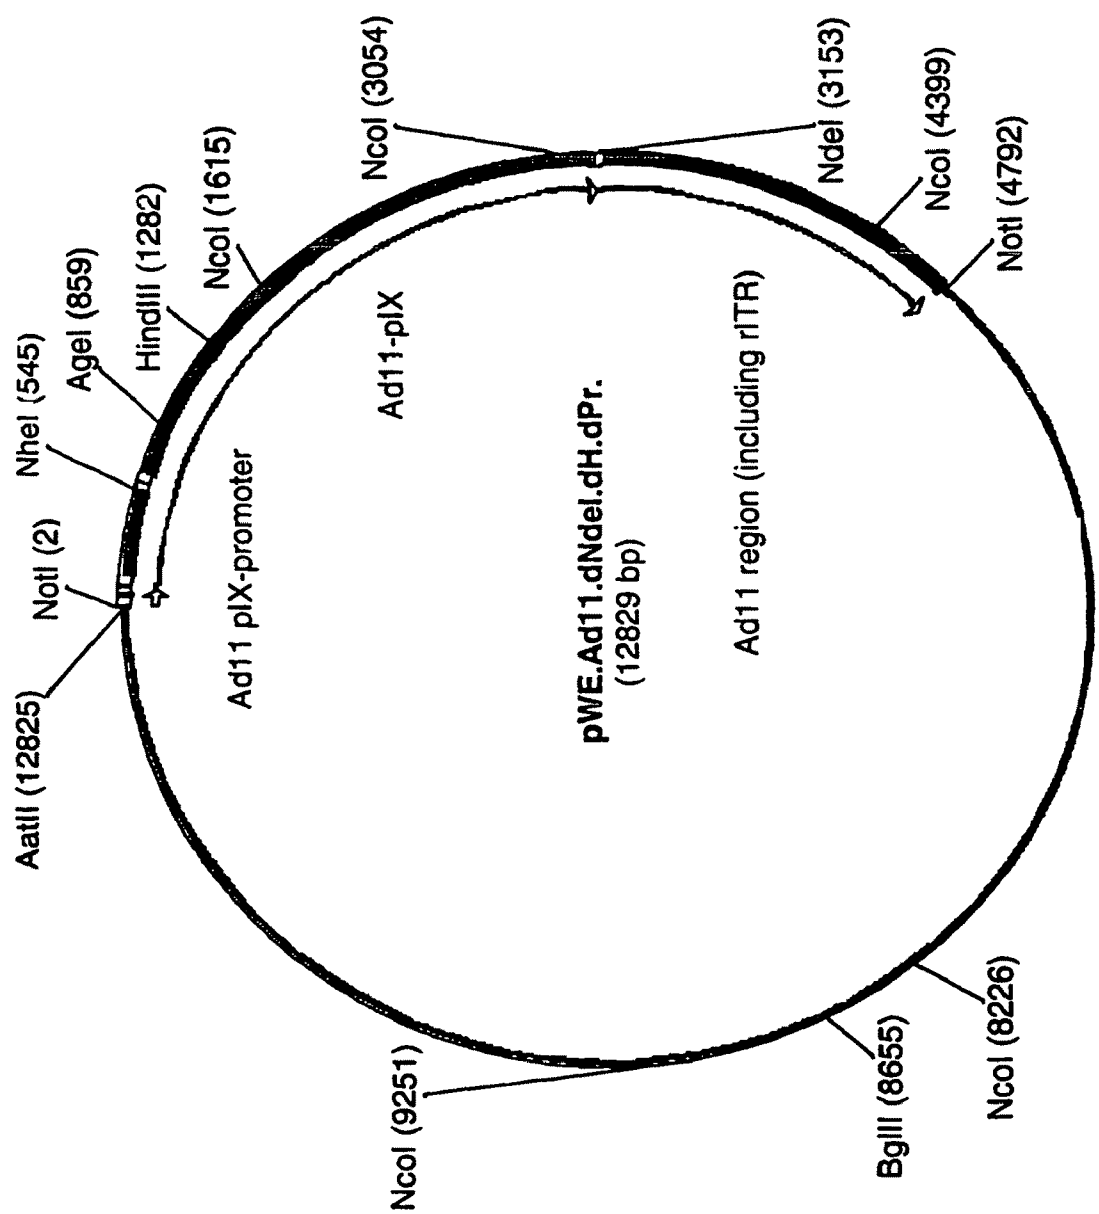 AatII (12825)
NotI (2)
NheI (545)
AgeI (859)
HindIII (1282)
NcoI (1615)
NcoI (3054)
NdeI (3153)
NcoI (4399)
NotI (4792)
NcoI (8226)
BglII (8655)
NcoI (9251)
Ad11 pIX-promoter
Ad11-pIX
pWE.Ad11.dNdeI.dH.dPr.
(12829 bp)
Ad11 region (including rITR)